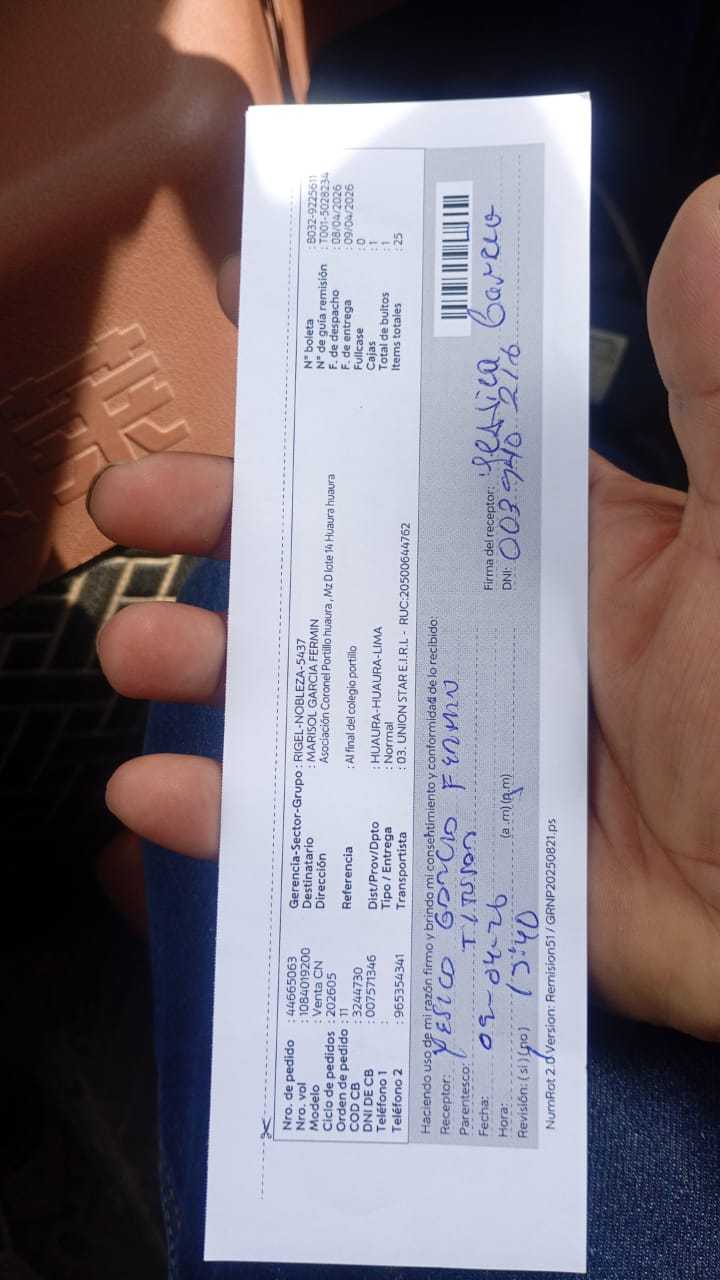 Nro. de pedido : 44665063
Nro. vol : 1084019200
Modelo : Venta CN
Ciclo de pedidos : 202605
Orden de pedido : 11
COD CB : 3244730
DNI DE CB : 007571346
Teléfono 1 :
Teléfono 2 : 965354341
Gerencia-Sector-Grupo : RIGEL-NOBLEZA-5437
Destinatario : MARISOL GARCIA FERMIN
Dirección Asociación Coronel Portillo huaura , Mz D lote 14 Huaura huaura
Referencia : Al final del colegio portillo
Dist/Prov/Dpto : HUAURA-HUAURA-LIMA
Tipo / Entrega : Normal
Transportista : 03. UNION STAR E.I.R.L - RUC:20500644762
N° boleta : B032-9225611
N° de guía remisión : T001-5028234
F. de despacho : 08/04/2026
F. de entrega : 09/04/2026
Fullcase : 0
Cajas : 1
Total de bultos : 1
Items totales : 25
Haciendo uso de mi razón firmo y brindo mi consentimiento y conformidad de lo recibido:
Receptor: FERMIN
Parentesco:
Fecha: 09-04-26
Hora: (a.m)(p.m)
Revisión: (si)(no) 13:40
Firma del receptor:
DNI: 003940216
NumRot 2.0 Version: Remision51 / GRNP20250821.ps